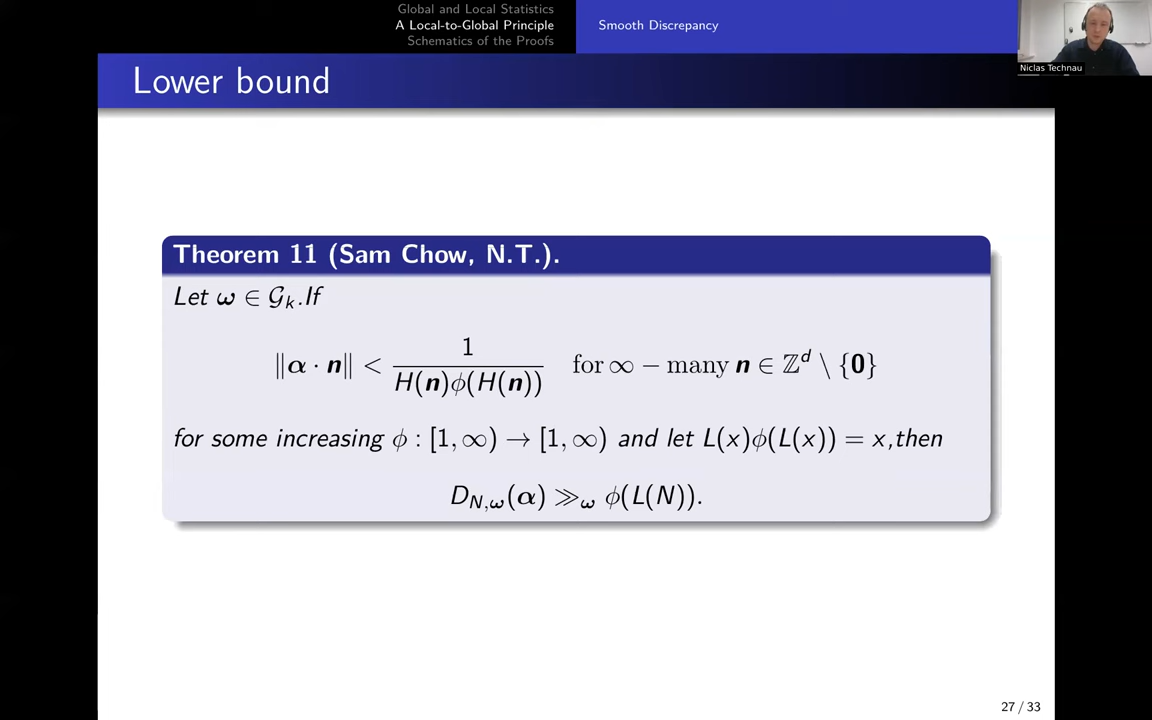 Global and Local Statistics
A Local-to-Global Principle
Schematics of the Proofs
Smooth Discrepancy
Niclas Technau
Lower bound
Theorem 11 (Sam Chow, N.T.).
Let ω ∈ 𝒢ₖ.If
‖α · n‖ < 1 / (H(n)ϕ(H(n))) for ∞ − many n ∈ ℤᵈ \ {0}
for some increasing ϕ : [1, ∞) → [1, ∞) and let L(x)ϕ(L(x)) = x,then
D_{N,ω}(α) ≫_ω ϕ(L(N)).
27 / 33